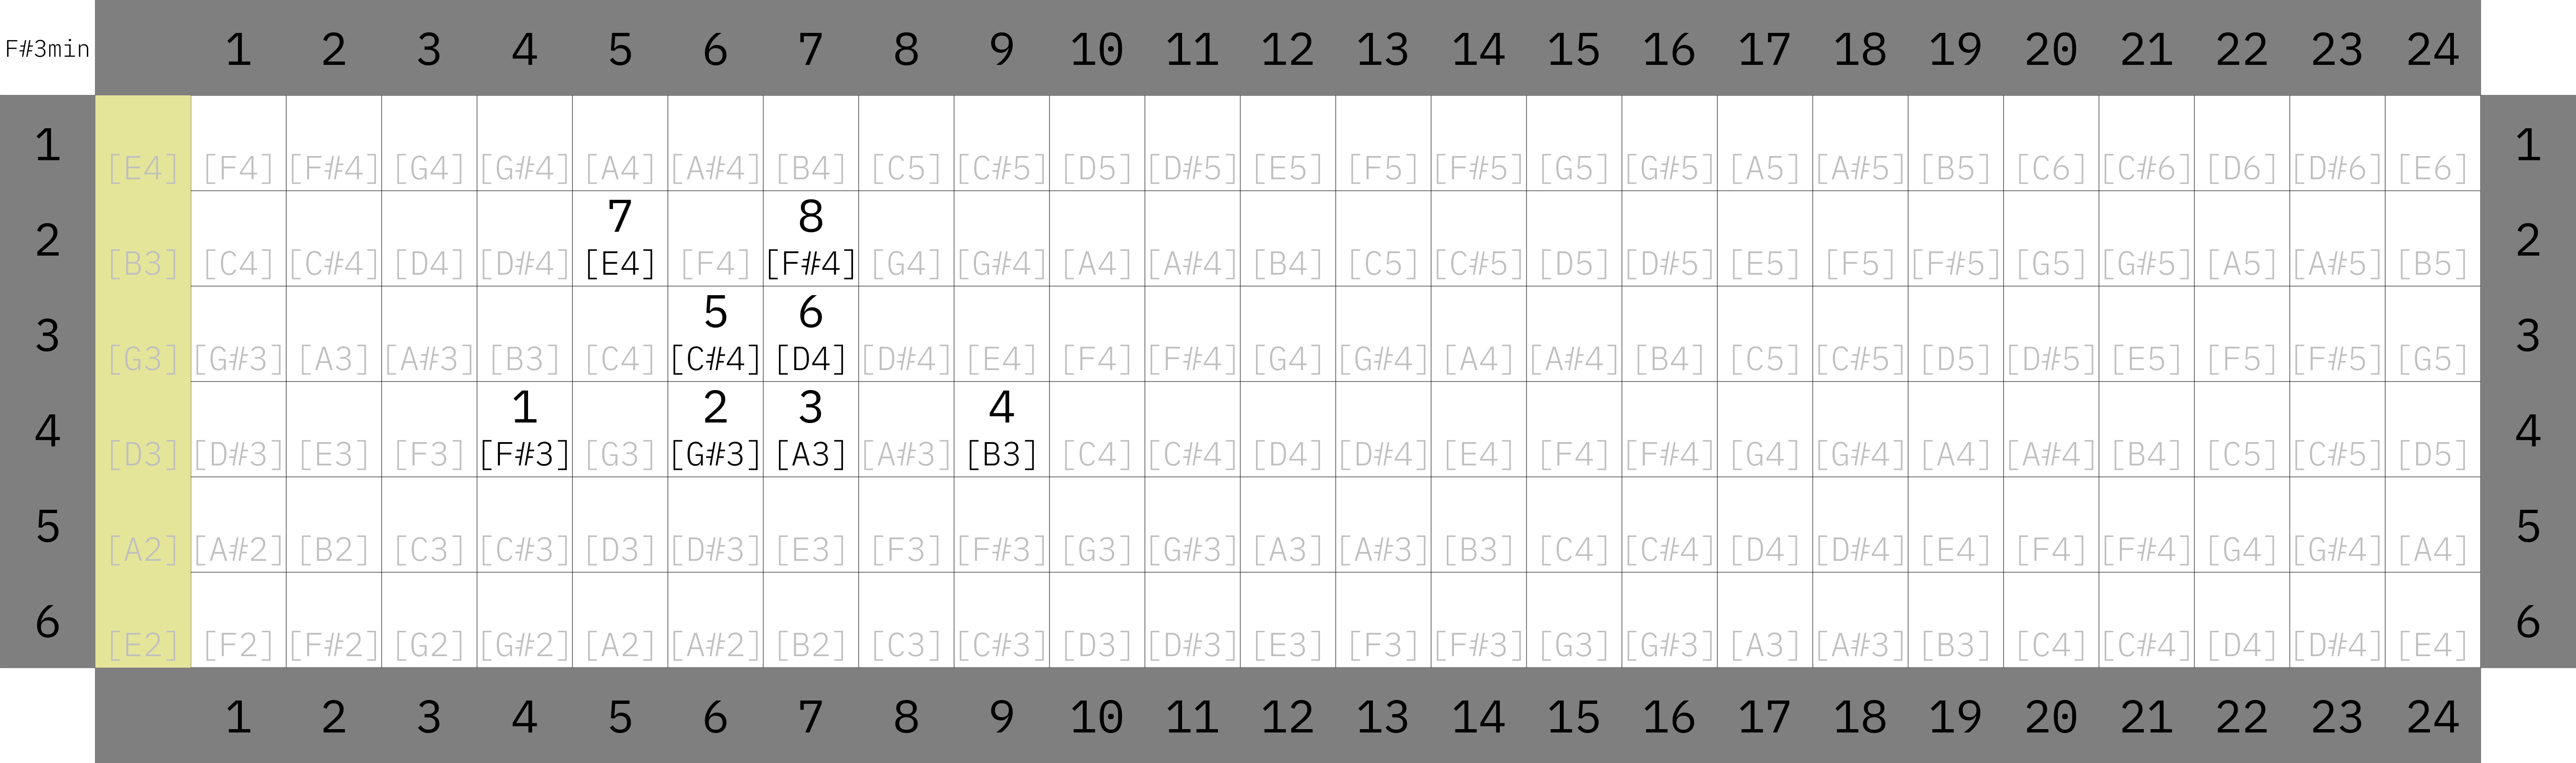 F#3min 1 2 3 4 5 6 7 8 9 10 11 12 13 14 15 16 17 18 19 20 21 22 23 24
1 [E4] [F4] [F#4] [G4] [G#4] [A4] [A#4] [B4] [C5] [C#5] [D5] [D#5] [E5] [F5] [F#5] [G5] [G#5] [A5] [A#5] [B5] [C6] [C#6] [D6] [D#6] [E6] 1
7 8
2 [B3] [C4] [C#4] [D4] [D#4] [E4] [F4] [F#4] [G4] [G#4] [A4] [A#4] [B4] [C5] [C#5] [D5] [D#5] [E5] [F5] [F#5] [G5] [G#5] [A5] [A#5] [B5] 2
5 6
3 [G3] [G#3] [A3] [A#3] [B3] [C4] [C#4] [D4] [D#4] [E4] [F4] [F#4] [G4] [G#4] [A4] [A#4] [B4] [C5] [C#5] [D5] [D#5] [E5] [F5] [F#5] [G5] 3
1 2 3 4
4 [D3] [D#3] [E3] [F3] [F#3] [G3] [G#3] [A3] [A#3] [B3] [C4] [C#4] [D4] [D#4] [E4] [F4] [F#4] [G4] [G#4] [A4] [A#4] [B4] [C5] [C#5] [D5] 4
5 [A2] [A#2] [B2] [C3] [C#3] [D3] [D#3] [E3] [F3] [F#3] [G3] [G#3] [A3] [A#3] [B3] [C4] [C#4] [D4] [D#4] [E4] [F4] [F#4] [G4] [G#4] [A4] 5
6 [E2] [F2] [F#2] [G2] [G#2] [A2] [A#2] [B2] [C3] [C#3] [D3] [D#3] [E3] [F3] [F#3] [G3] [G#3] [A3] [A#3] [B3] [C4] [C#4] [D4] [D#4] [E4] 6
1 2 3 4 5 6 7 8 9 10 11 12 13 14 15 16 17 18 19 20 21 22 23 24